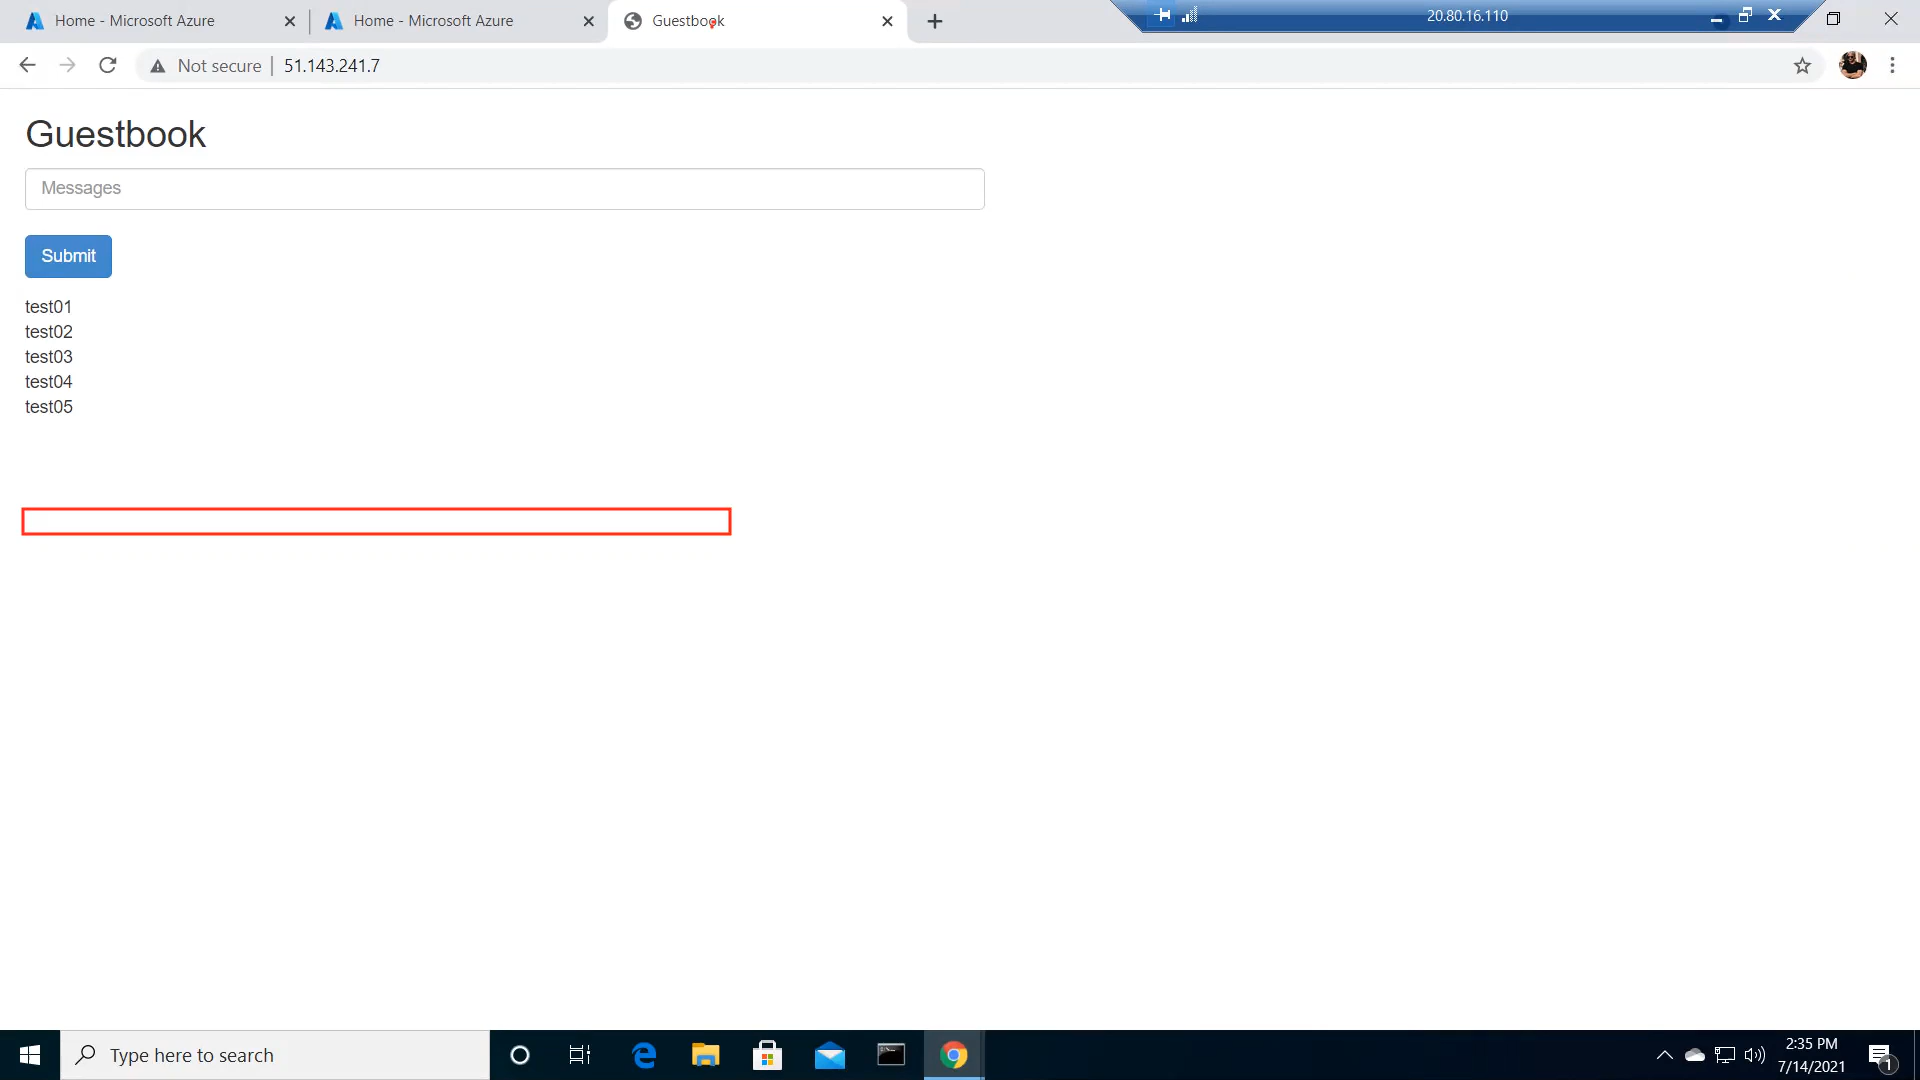 Home - Microsoft Azure
Home - Microsoft Azure
Guestbook
20.80.16.110
Not secure
51.143.241.7
Guestbook
Messages
Submit
test01
test02
test03
test04
test05
Type here to search
2:35 PM
7/14/2021
1